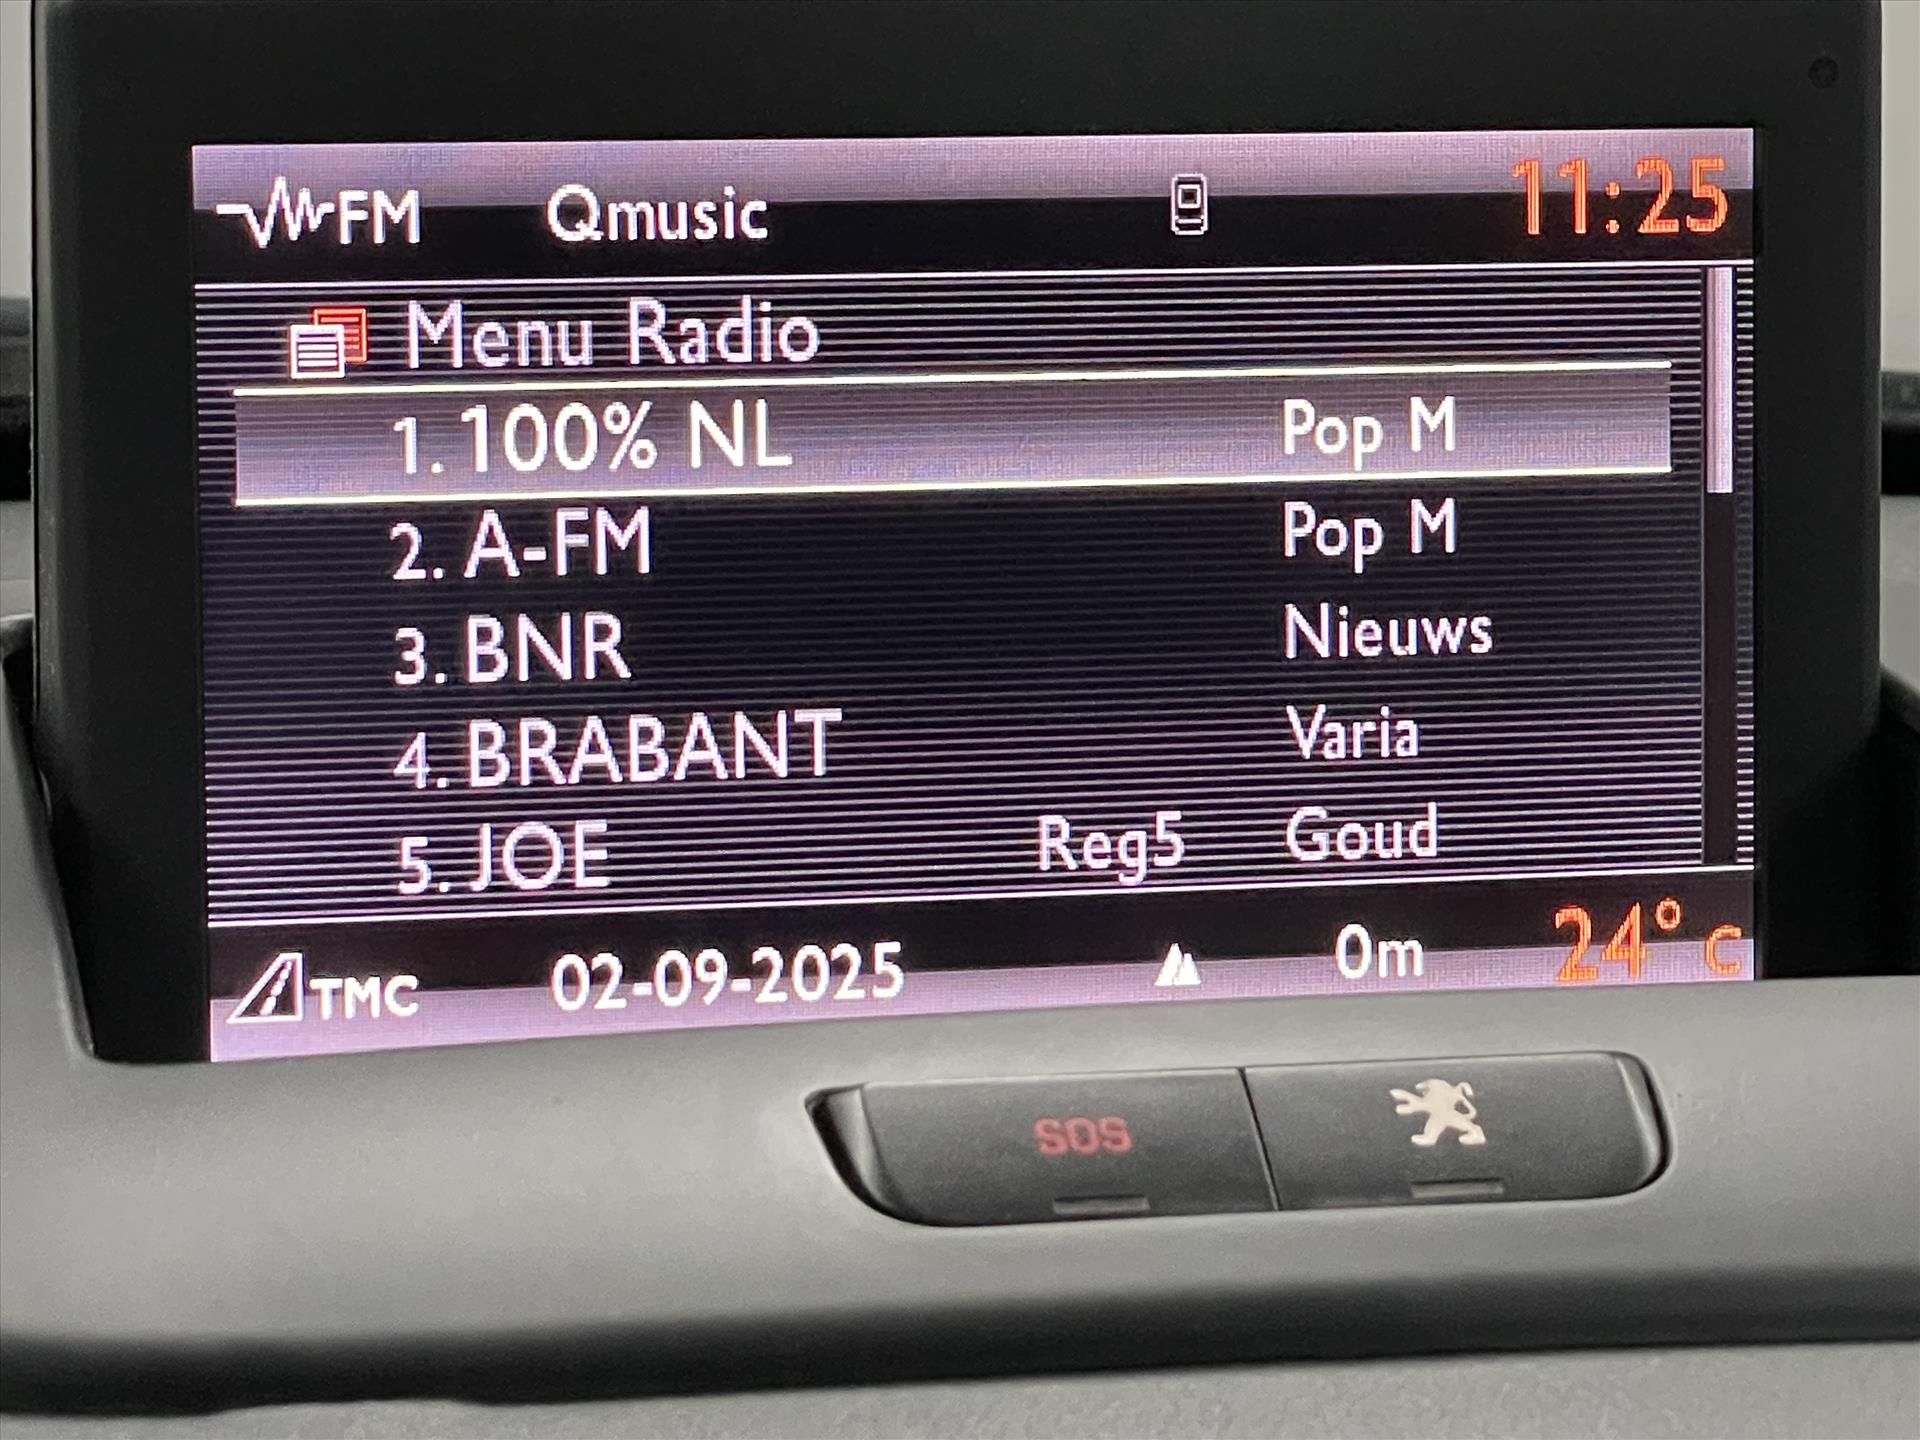 FM Qmusic 11:25
Menu Radio
1. 100% NL Pop M
2. A-FM Pop M
3. BNR Nieuws
4. BRABANT Varia
5. JOE Reg5 Goud
TMC 02-09-2025 0m 24° C
SOS